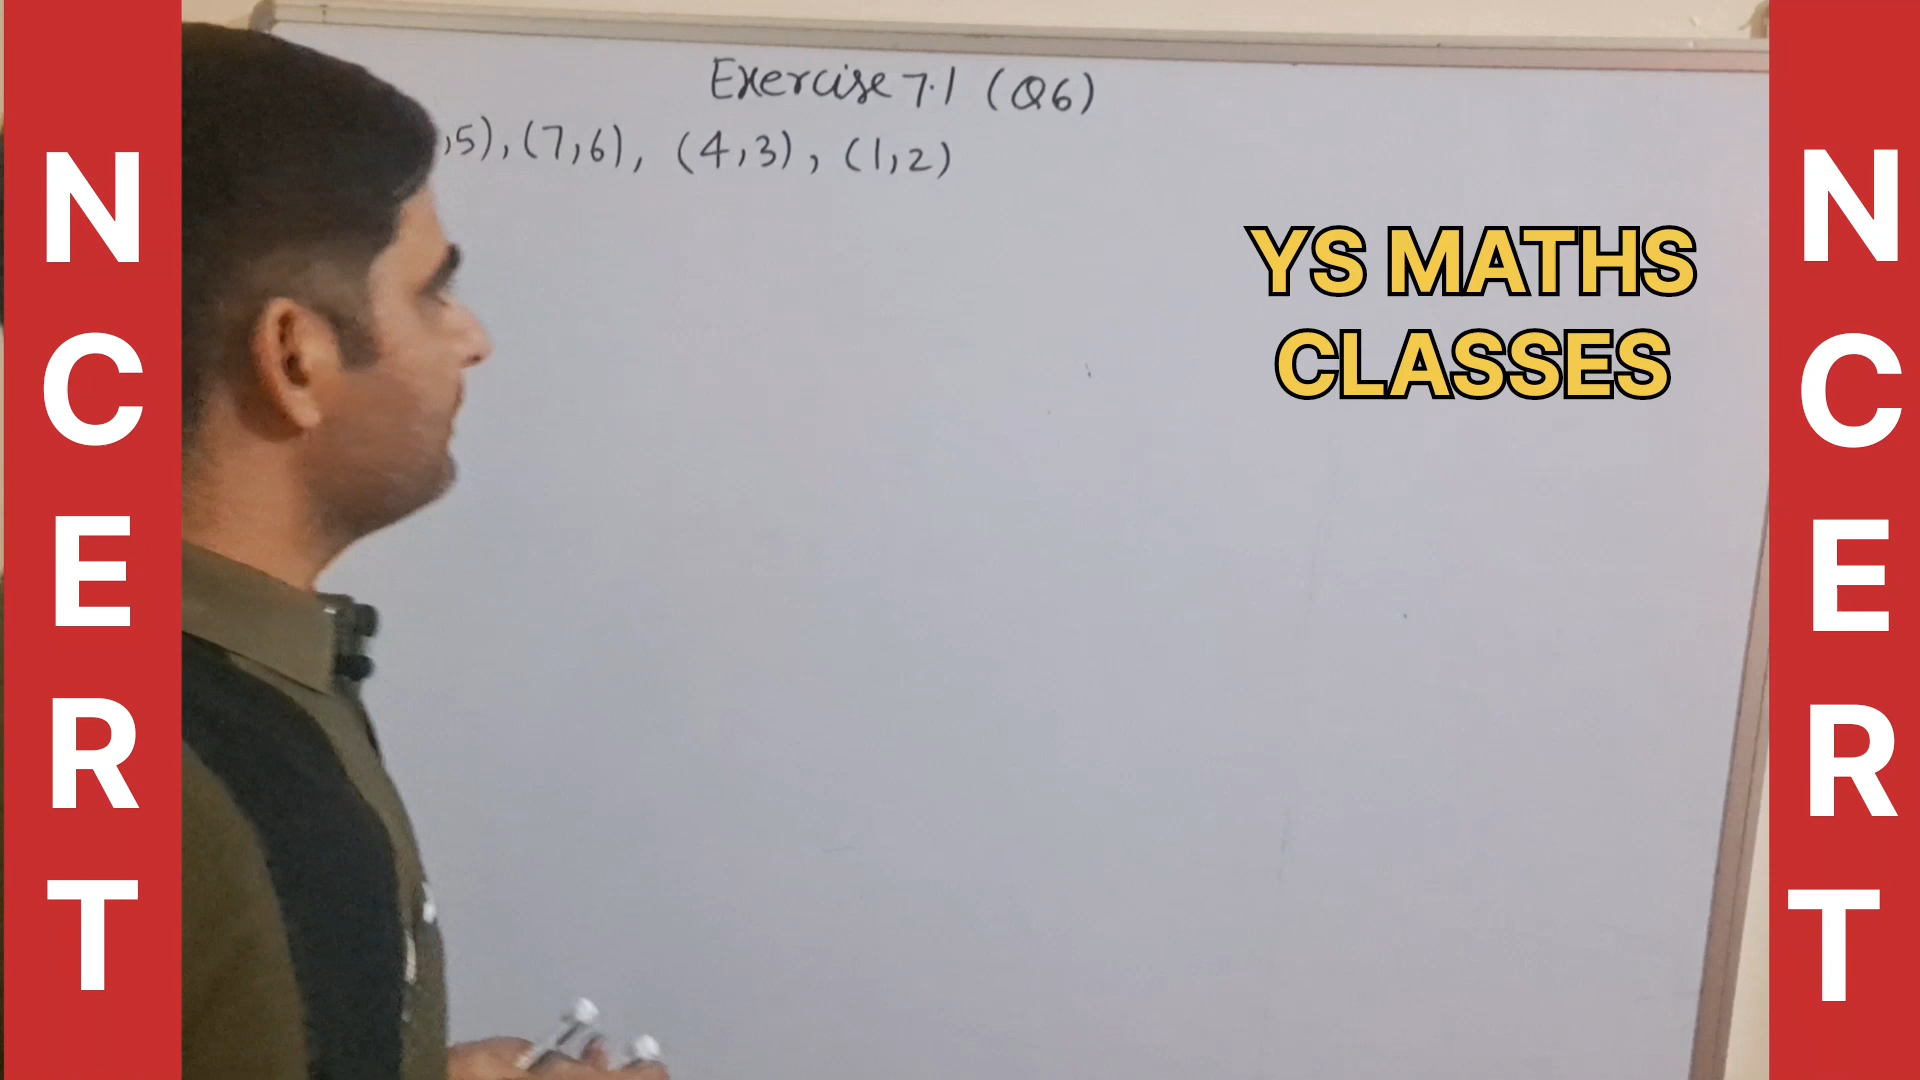 NCERT
Exercise 7.1 (Q6)
,5), (7,6), (4,3), (1,2)
YS MATHS
CLASSES
NCERT